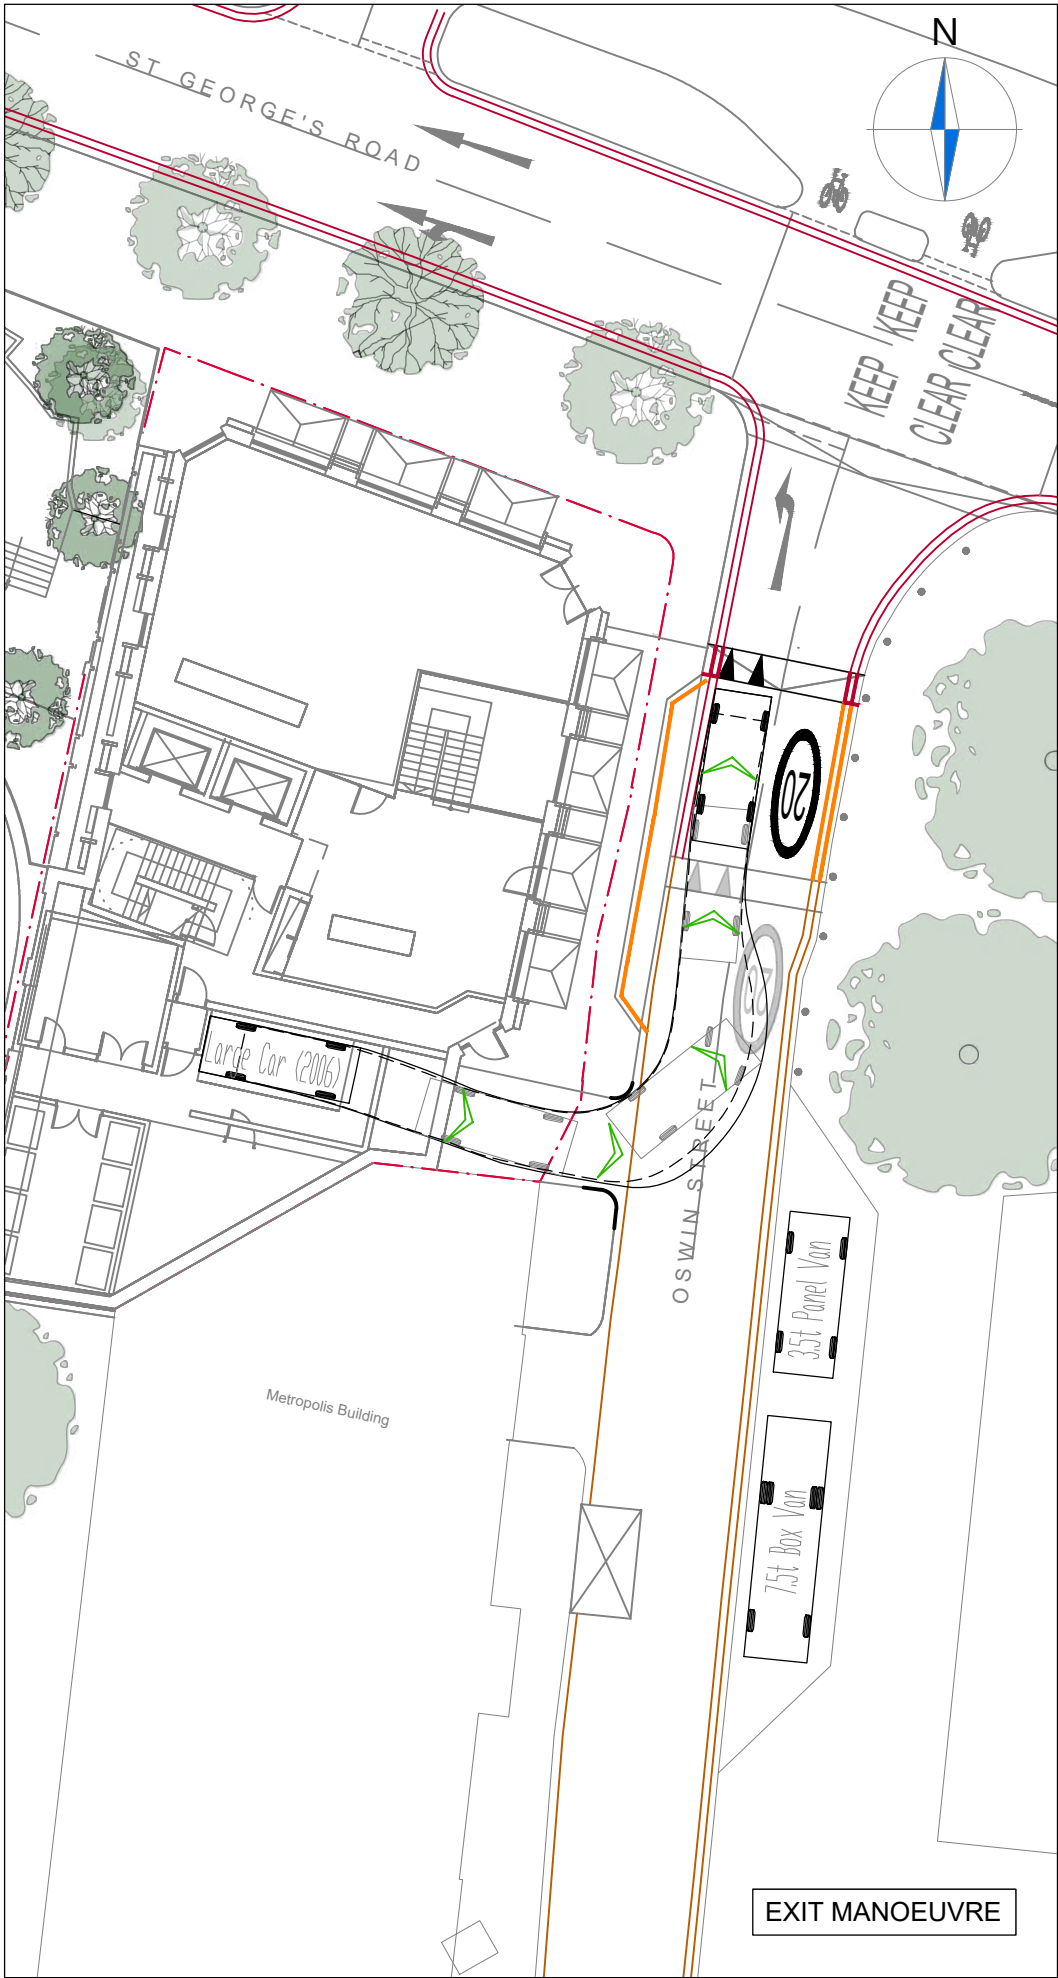 N
ST GEORGE'S ROAD
KEEP
KEEP
CLEAR
CLEAR
20
20
Large Car (2006)
OSWIN STREET
3.5t Panel Van
Metropolis Building
7.5t Box Van
EXIT MANOEUVRE